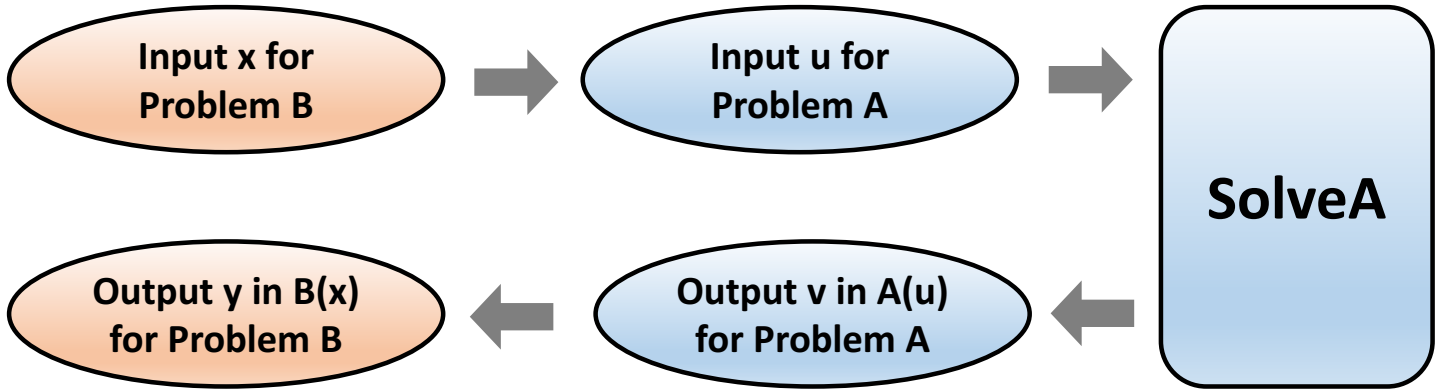 Input x for
Problem B
Input u for
Problem A
SolveA
Output v in A(u)
for Problem A
Output y in B(x)
for Problem B